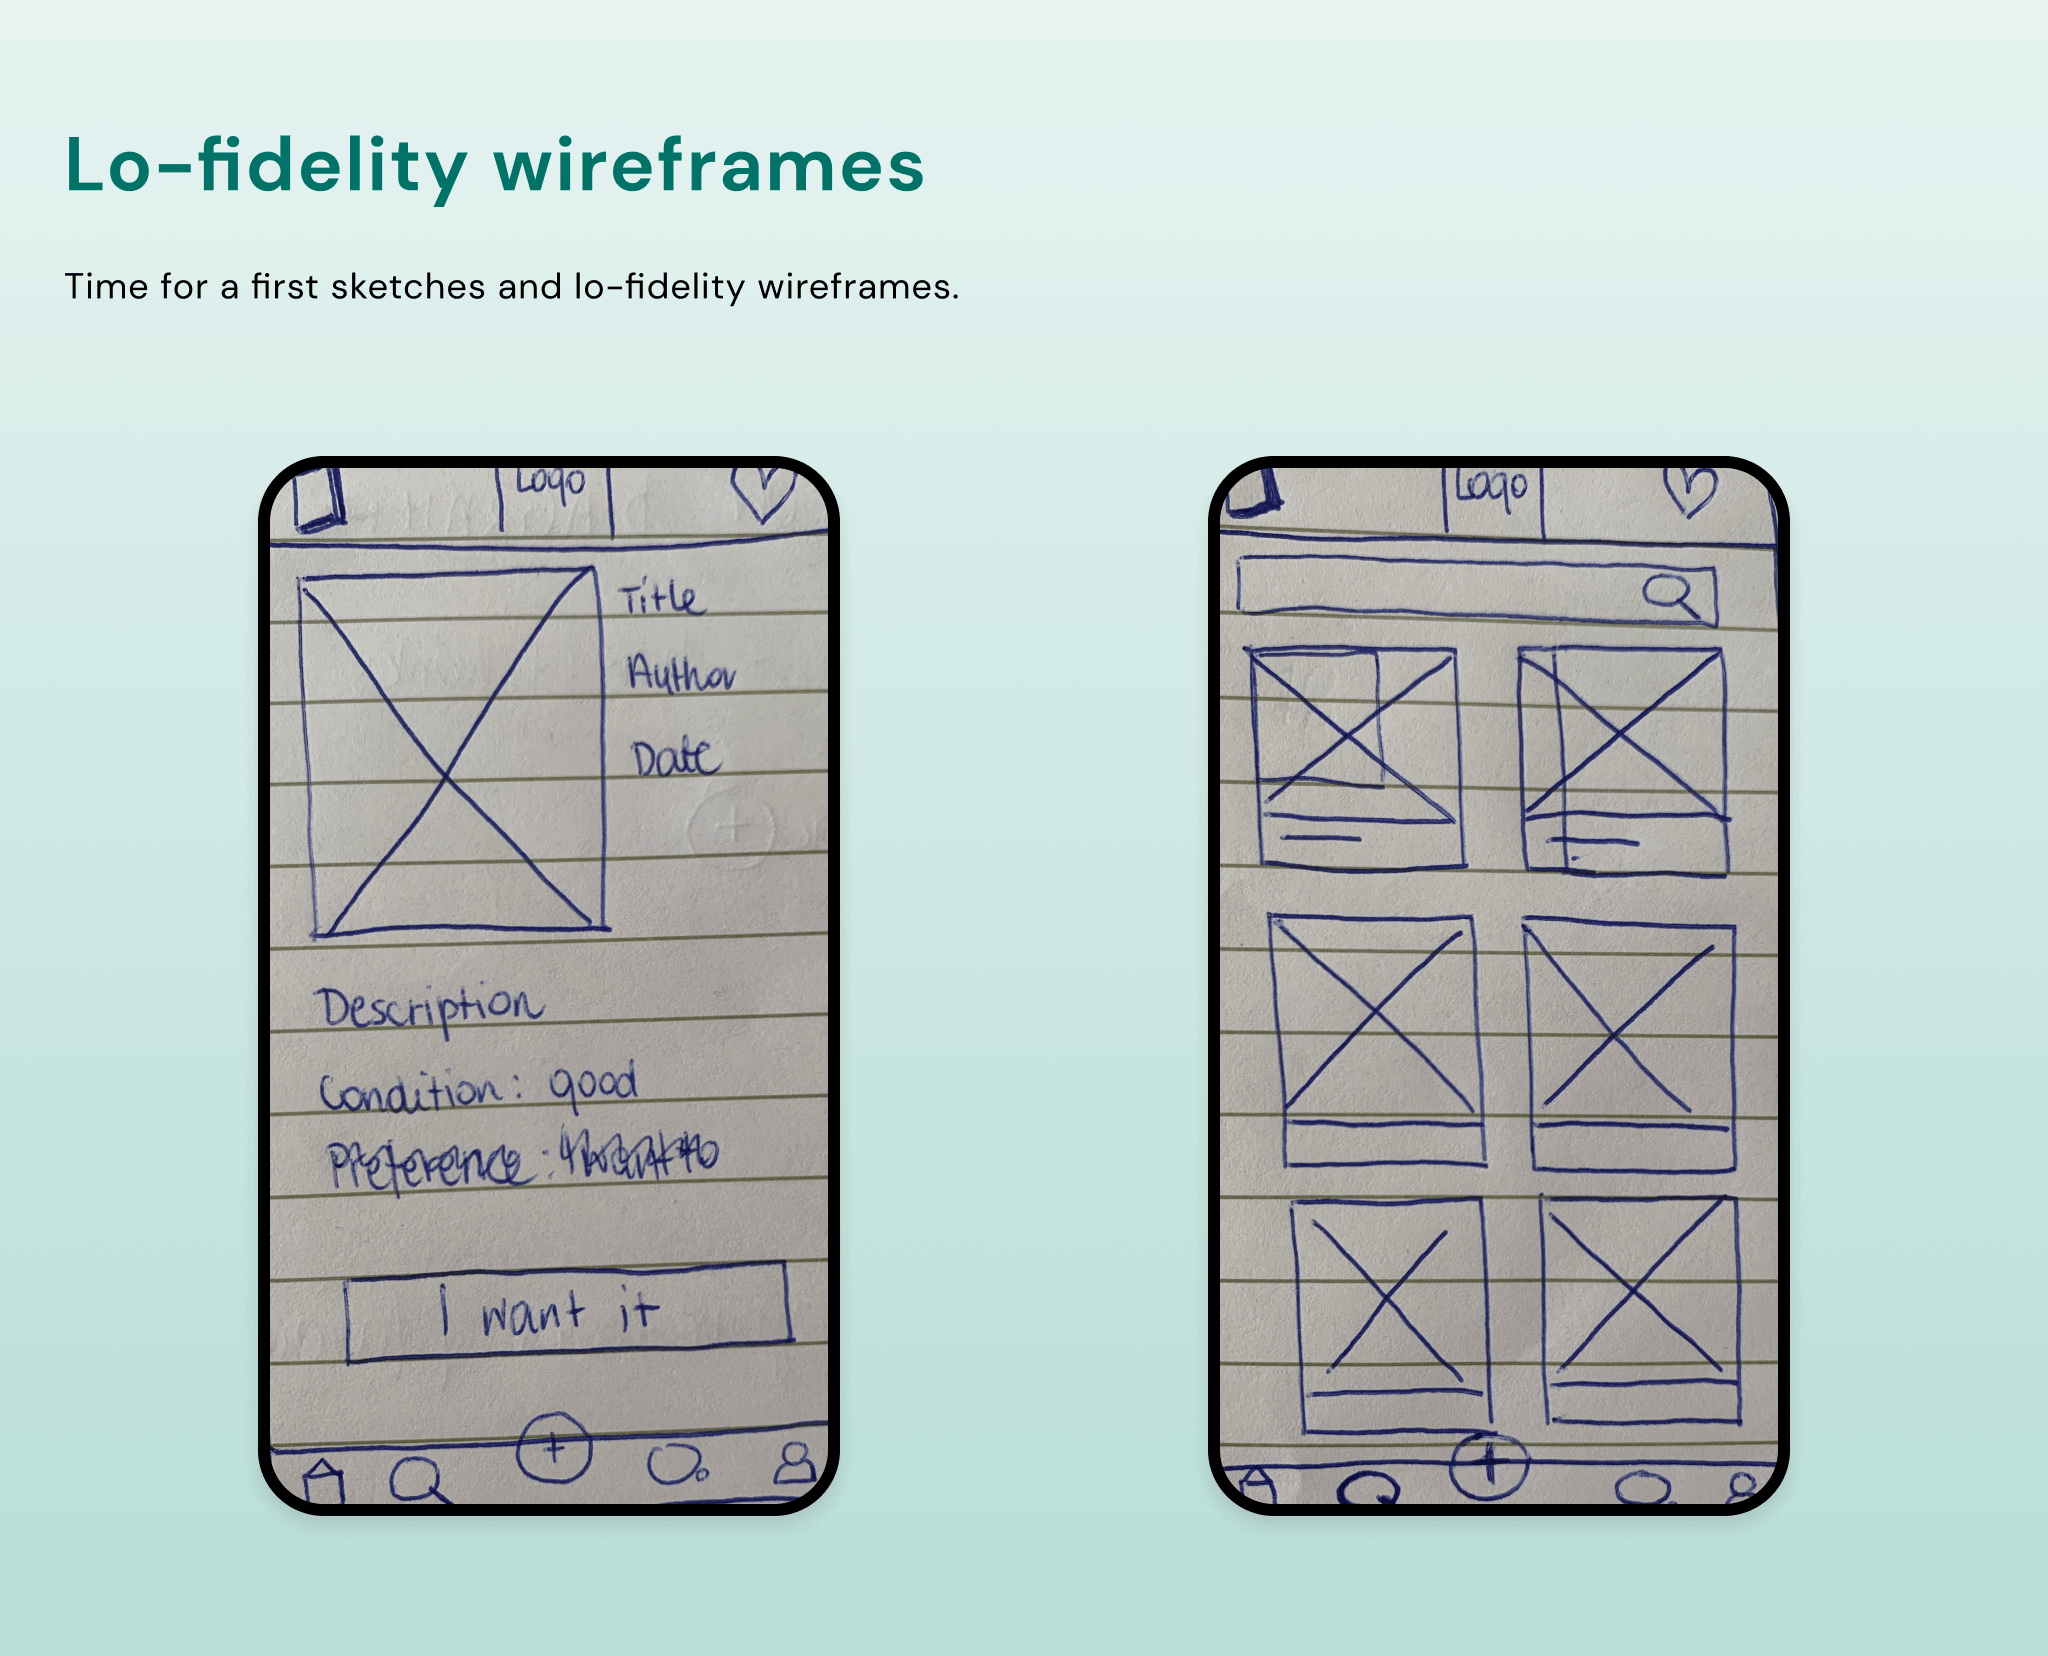 Lo-fidelity wireframes
Time for a first sketches and lo-fidelity wireframes.
Logo
Title
Author
Date
Description
Condition: good
Preference:
I want it
Logo